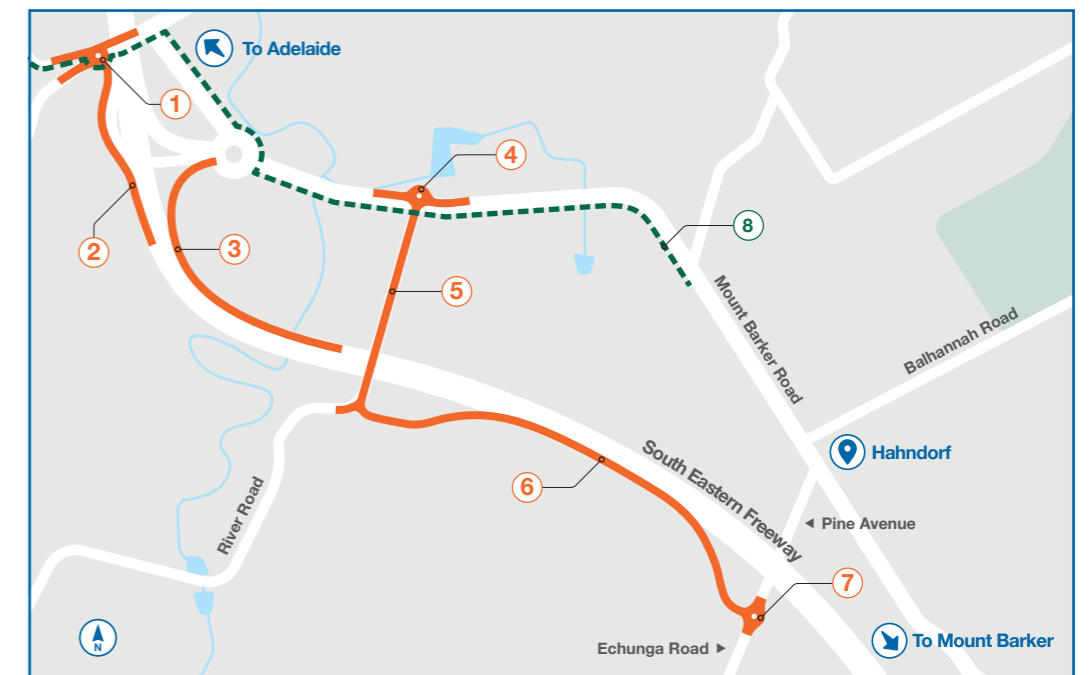 To Adelaide
1
4
8
2
3
5
Mount Barker Road
Balhannah Road
Hahndorf
South Eastern Freeway
6
River Road
Pine Avenue
7
N
Echunga Road
To Mount Barker